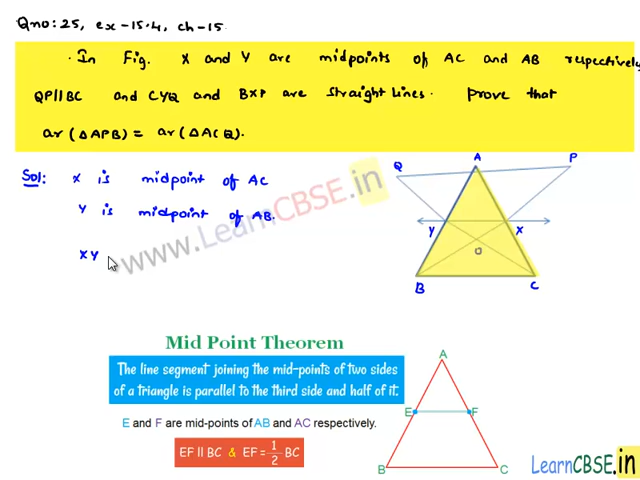 Qno: 25, ex-15.4, ch-15.
. In Fig. X and Y are midpoints of AC and AB respectively
QP||BC and CYQ and BXP are straight lines. Prove that
ar(△APB) = ar(△ACQ).
Sol: X is midpoint of AC
Y is midpoint of AB.
XY
www.LearnCBSE.in
Q A P
Y X
O
B C
Mid Point Theorem
The line segment joining the mid-points of two sides
of a triangle is parallel to the third side and half of it.
E and F are mid-points of AB and AC respectively.
EF || BC & EF = 1/2 BC
A
E F
B C
LearnCBSE.in